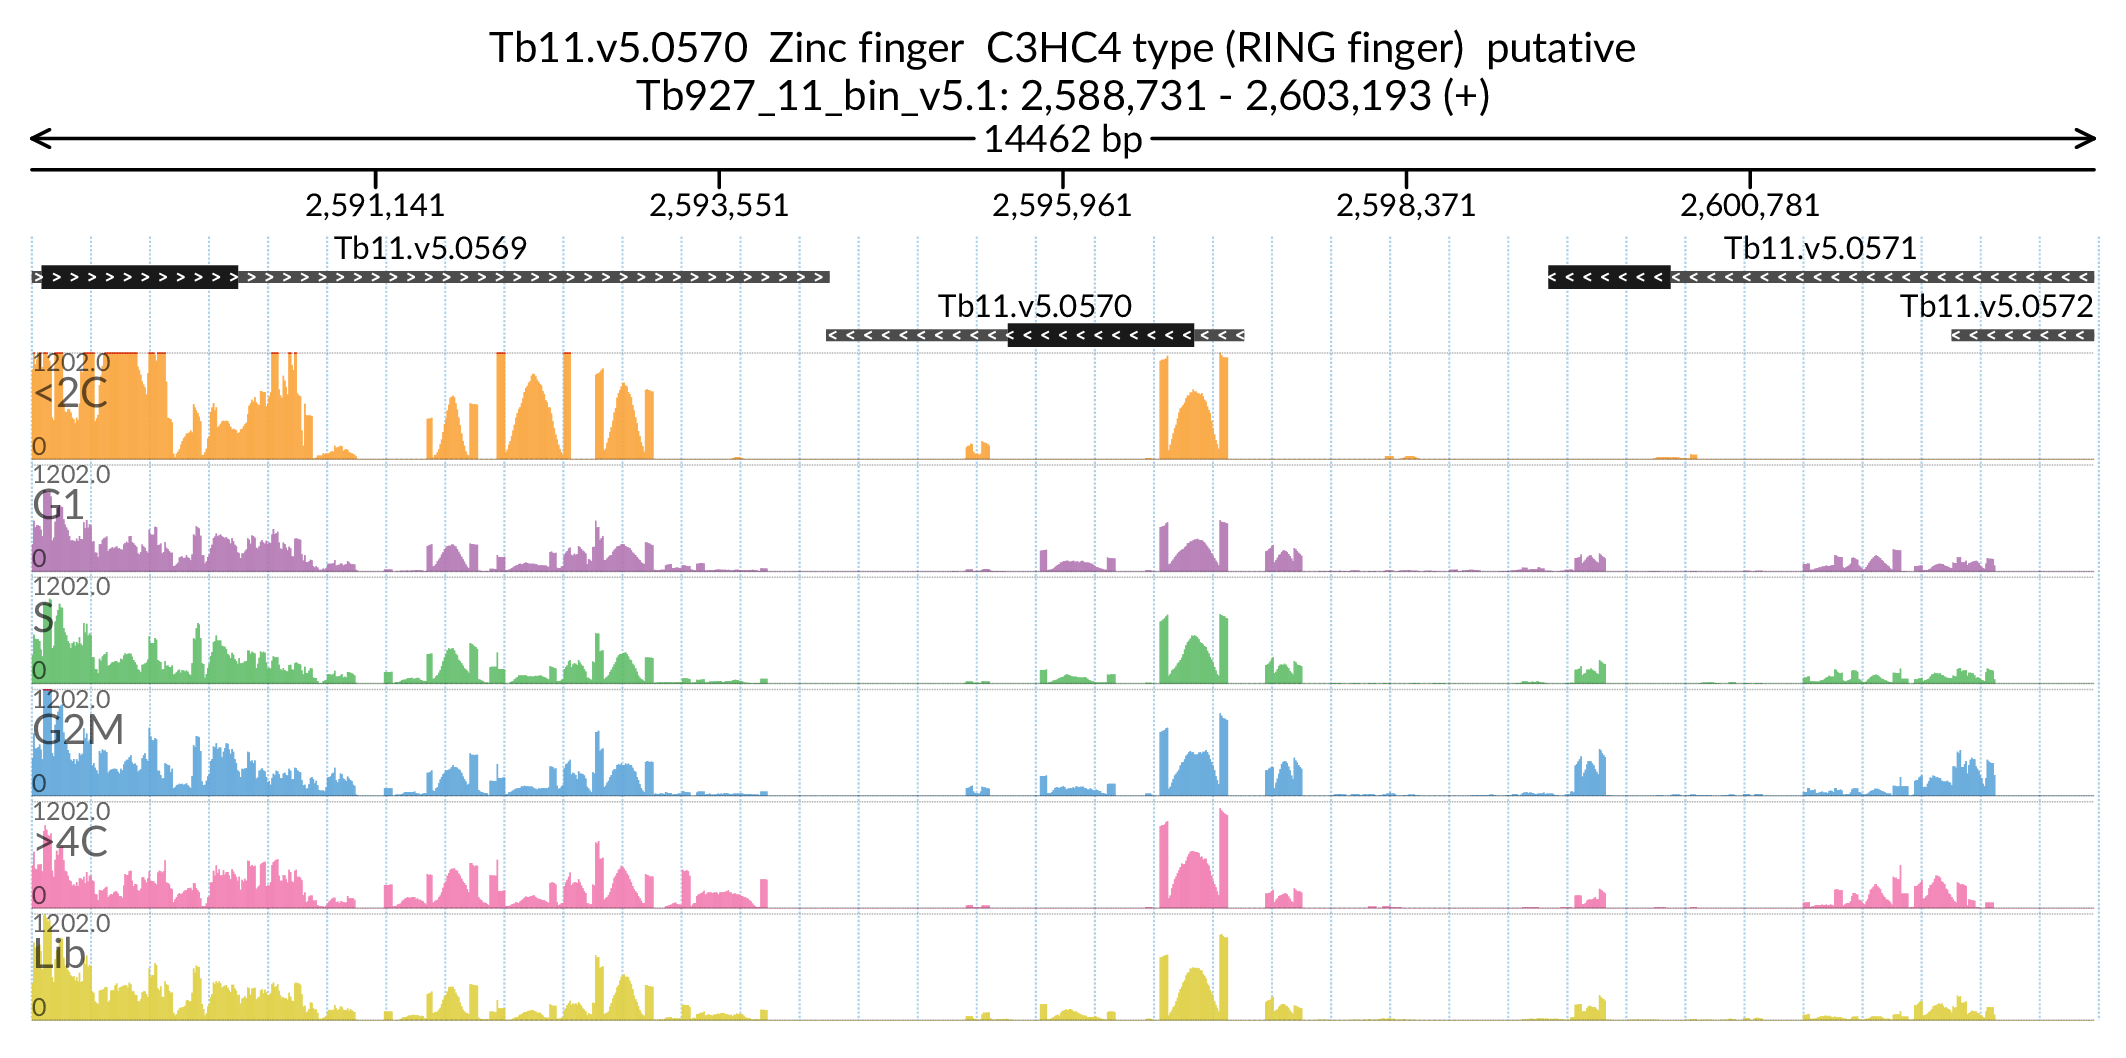 Tb11.v5.0570  Zinc finger  C3HC4 type (RING finger)  putative
Tb927_11_bin_v5.1: 2,588,731 - 2,603,193 (+)
14462 bp
2,591,141 2,593,551 2,595,961 2,598,371 2,600,781
Tb11.v5.0569 Tb11.v5.0571
Tb11.v5.0570 Tb11.v5.0572
1202.0
<2C
0
1202.0
G1
0
1202.0
S
0
1202.0
G2M
0
1202.0
>4C
0
1202.0
Lib
0